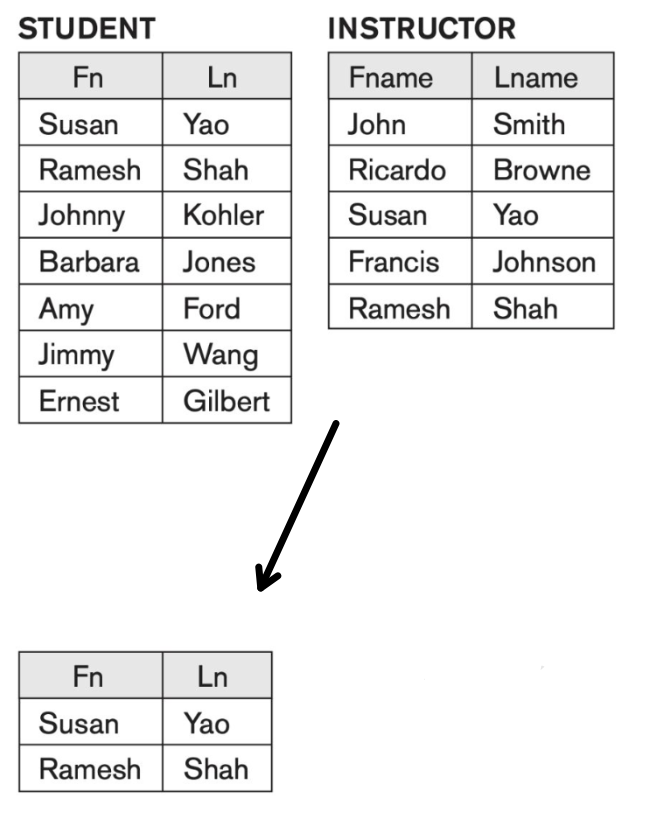 STUDENT
Fn Ln
Susan Yao
Ramesh Shah
Johnny Kohler
Barbara Jones
Amy Ford
Jimmy Wang
Ernest Gilbert
INSTRUCTOR
Fname Lname
John Smith
Ricardo Browne
Susan Yao
Francis Johnson
Ramesh Shah
Fn Ln
Susan Yao
Ramesh Shah